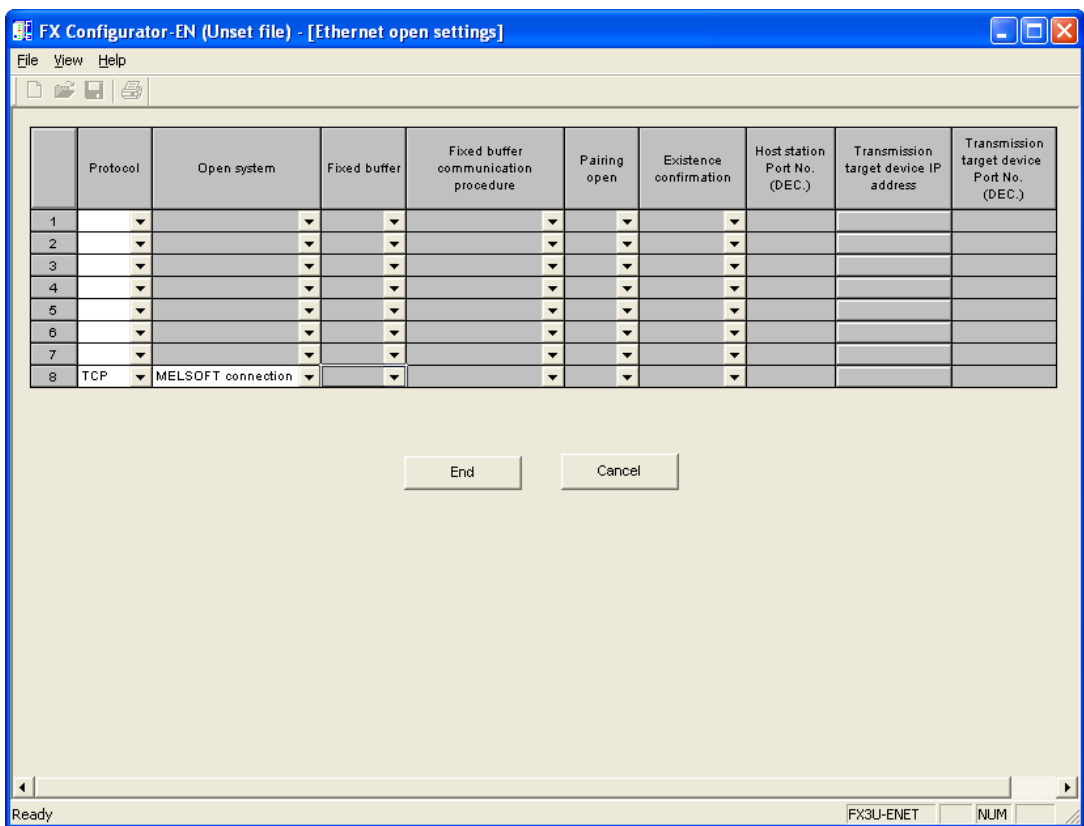 FX Configurator-EN (Unset file) - [Ethernet open settings]
File View Help
Protocol
Open system
Fixed buffer
Fixed buffer
communication
procedure
Pairing
open
Existence
confirmation
Host station
Port No.
(DEC.)
Transmission
target device IP
address
Transmission
target device
Port No.
(DEC.)
1
2
3
4
5
6
7
8 TCP MELSOFT connection
End Cancel
Ready FX3U-ENET NUM